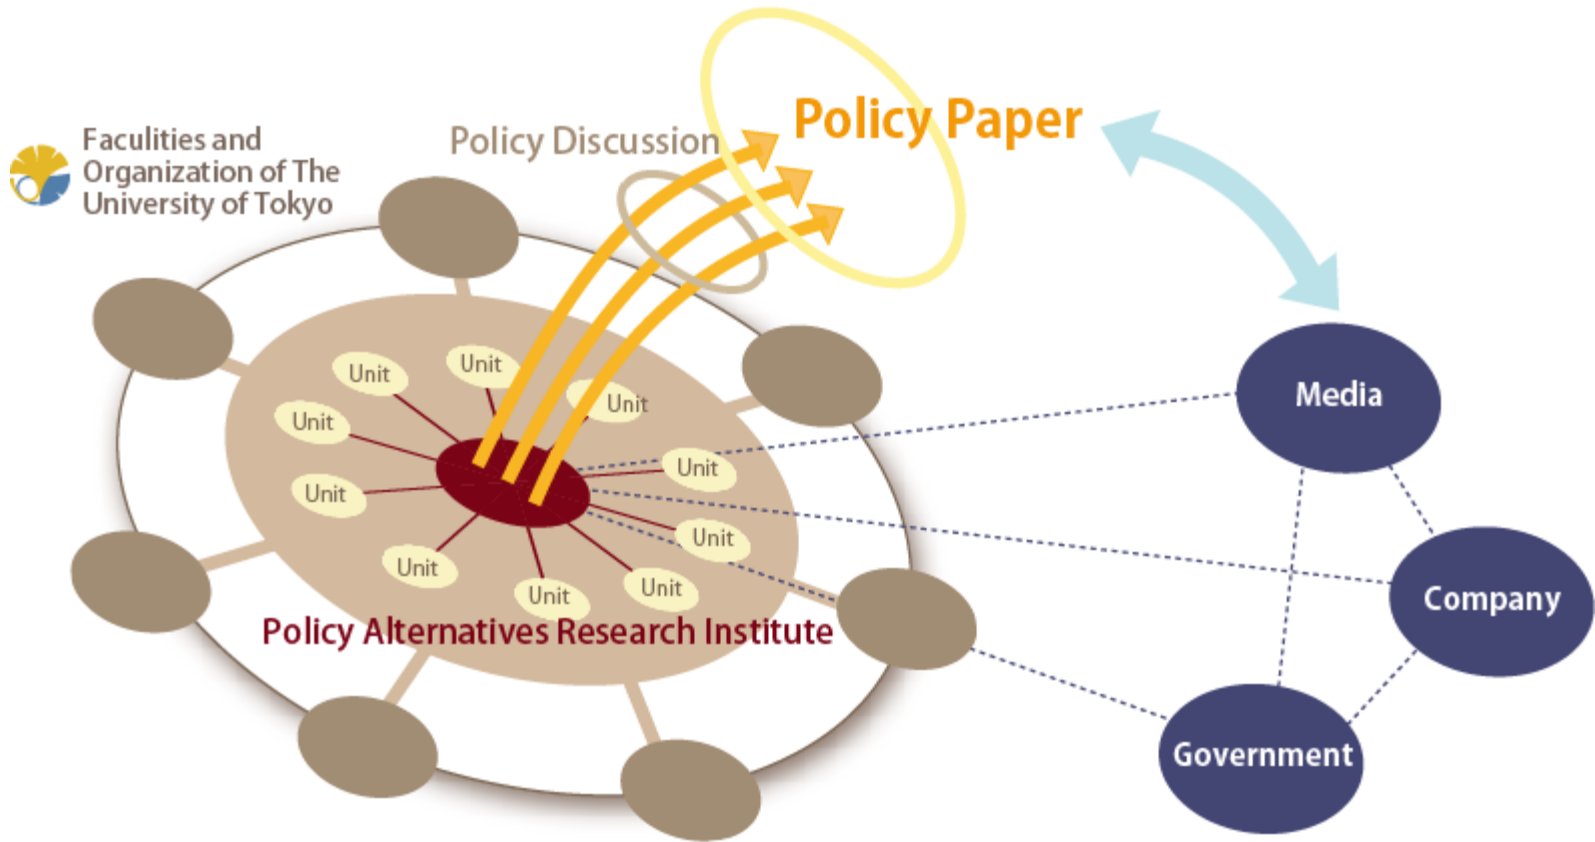 Policy Paper
Policy Discussion
Faculities and
Organization of The
University of Tokyo
Unit
Unit
Unit
Unit
Unit
Unit
Unit
Unit
Unit
Unit
Policy Alternatives Research Institute
Media
Company
Government